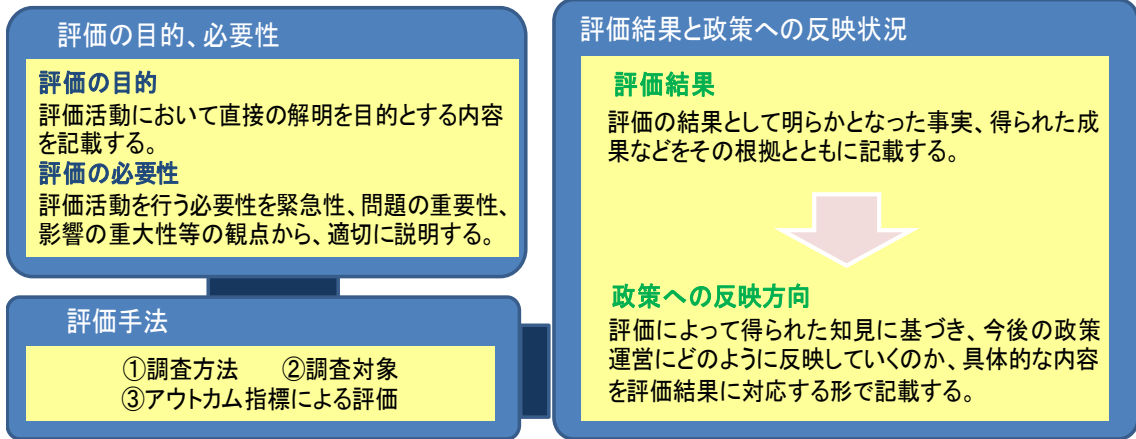 評価の目的、必要性
評価の目的
評価活動において直接の解明を目的とする内容
を記載する。
評価の必要性
評価活動を行う必要性を緊急性、問題の重要性、
影響の重大性等の観点から、適切に説明する。
評価手法
①調査方法　②調査対象
③アウトカム指標による評価
評価結果と政策への反映状況
評価結果
評価の結果として明らかとなった事実、得られた成
果などをその根拠とともに記載する。
政策への反映方向
評価によって得られた知見に基づき、今後の政策
運営にどのように反映していくのか、具体的な内容
を評価結果に対応する形で記載する。